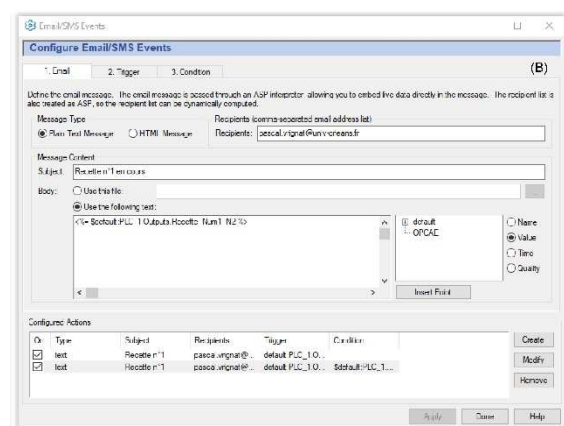 Email/SMS Events
Configure Email/SMS Events
1. Email 2. Trigger 3. Condition
(B)
Define the email message. The email message is passed through an ASP interpreter, allowing you to embed live data directly in the message. The recipient list is
also treated as ASP, so the recipient list can be dynamically computed.
Message Type
Plain Text Message HTML Message
Recipients (comma-separated email address list)
Recipients: pascal.vrignat@univ-orleans.fr
Message Content
Subject: Recette n°1 en cours
Body: Use this file:
Use the following text:
<%= $default:PLC_1.Outputs.Recette_Num1_N2 %>
default
OPCAE
Name
Value
Time
Quality
Insert Point
Configured Actions
On Type Subject Recipients Trigger Condition
text Recette n°1 pascal.vrignat@... default:PLC_1.O...
text Recette n°1 pascal.vrignat@... default:PLC_1.O... $default:PLC_1....
Create
Modify
Remove
Apply Done Help